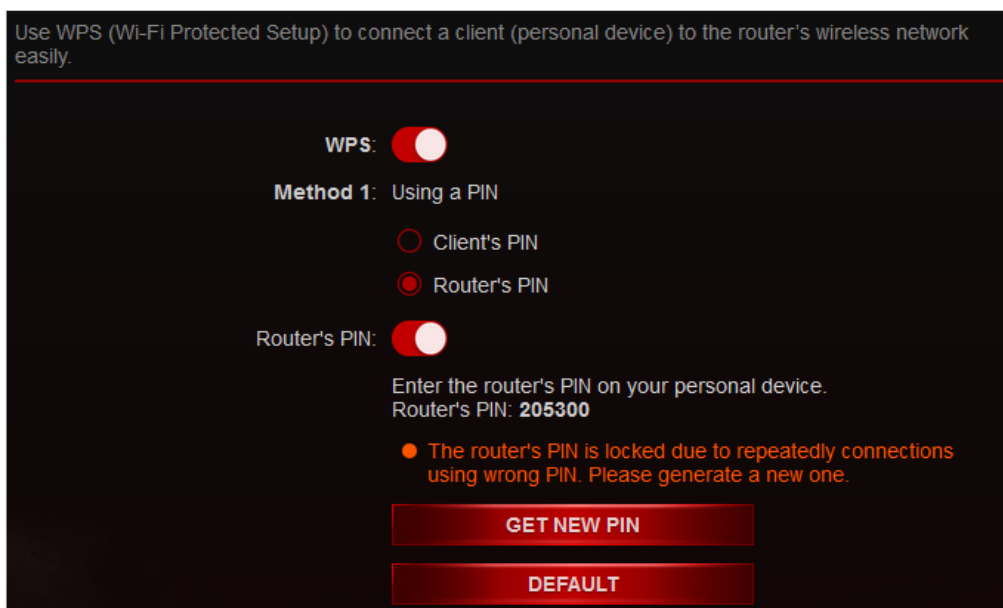 Use WPS (Wi-Fi Protected Setup) to connect a client (personal device) to the router's wireless network
easily.
WPS:
Method 1: Using a PIN
Client's PIN
Router's PIN
Router's PIN:
Enter the router's PIN on your personal device.
Router's PIN: 205300
The router's PIN is locked due to repeatedly connections
using wrong PIN. Please generate a new one.
GET NEW PIN
DEFAULT